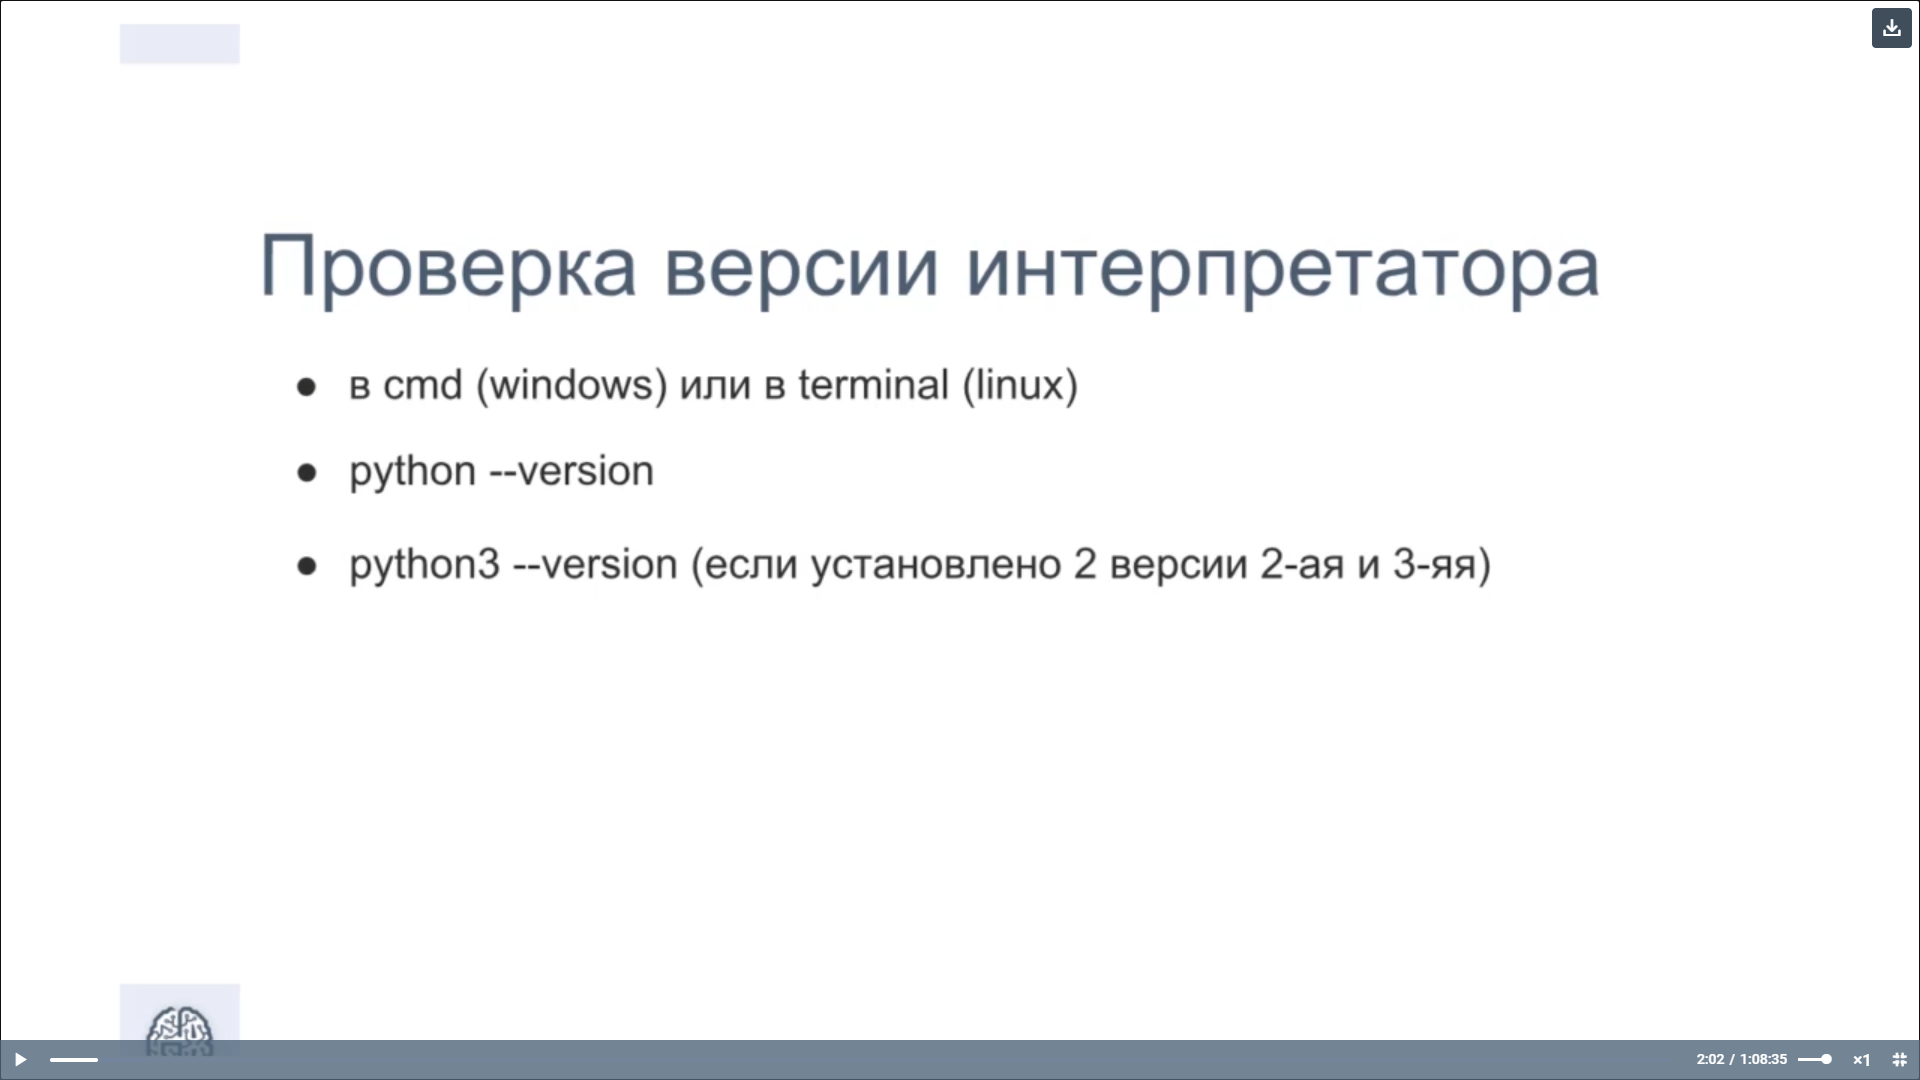 Проверка версии интерпретатора
● в cmd (windows) или в terminal (linux)
● python --version
● python3 --version (если установлено 2 версии 2-ая и 3-яя)
2:02 / 1:08:35
×1